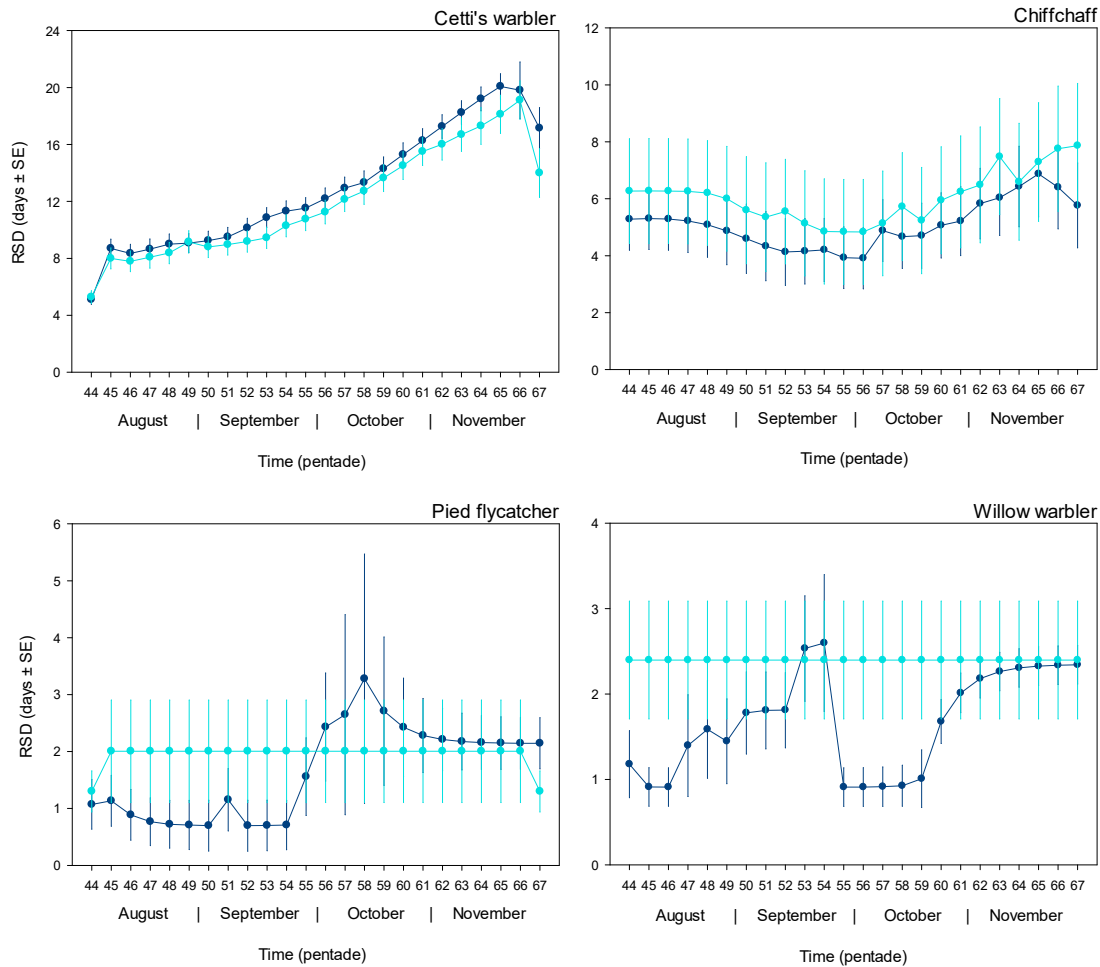 Cetti's warbler
RSD (days ± SE)
24
20
16
12
8
4
0
44 45 46 47 48 49 50 51 52 53 54 55 56 57 58 59 60 61 62 63 64 65 66 67
August | September | October | November
Time (pentade)
Chiffchaff
12
10
8
6
4
2
0
44 45 46 47 48 49 50 51 52 53 54 55 56 57 58 59 60 61 62 63 64 65 66 67
August | September | October | November
Time (pentade)
Pied flycatcher
RSD (days ± SE)
6
5
4
3
2
1
0
44 45 46 47 48 49 50 51 52 53 54 55 56 57 58 59 60 61 62 63 64 65 66 67
August | September | October | November
Time (pentade)
Willow warbler
4
3
2
1
0
44 45 46 47 48 49 50 51 52 53 54 55 56 57 58 59 60 61 62 63 64 65 66 67
August | September | October | November
Time (pentade)